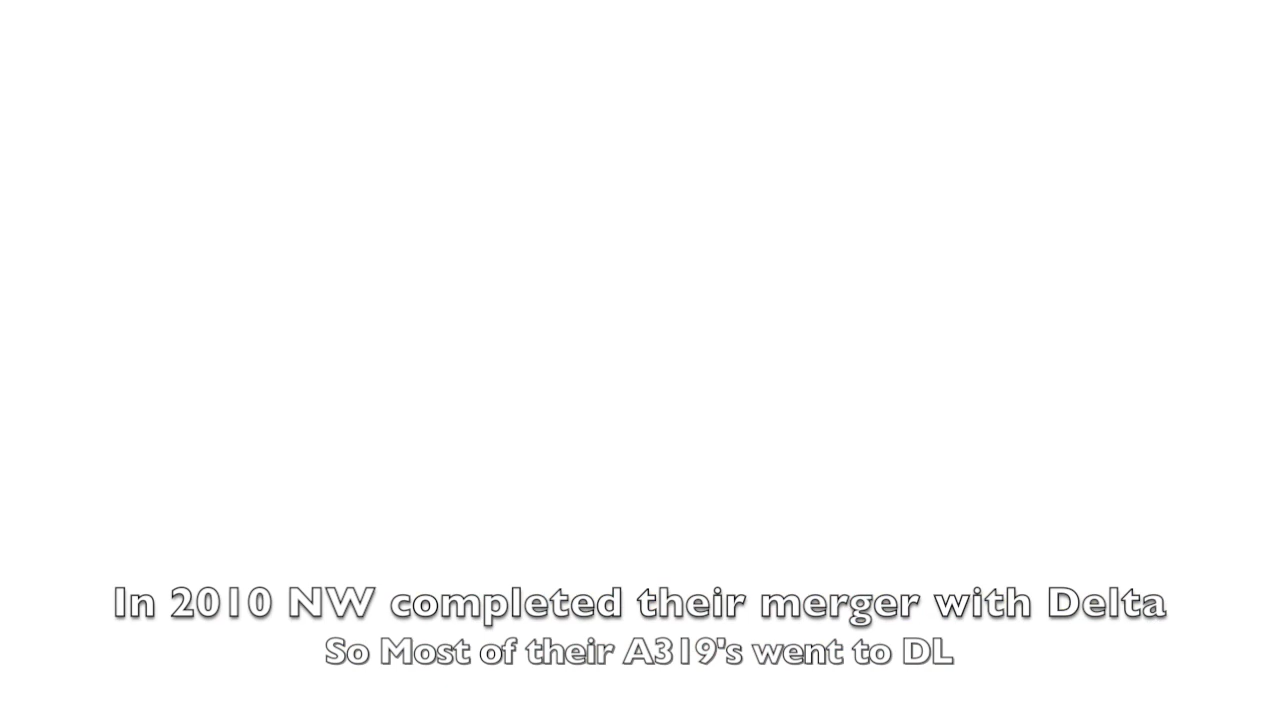 In 2010 NW completed their merger with Delta
So Most of their A319's went to DL